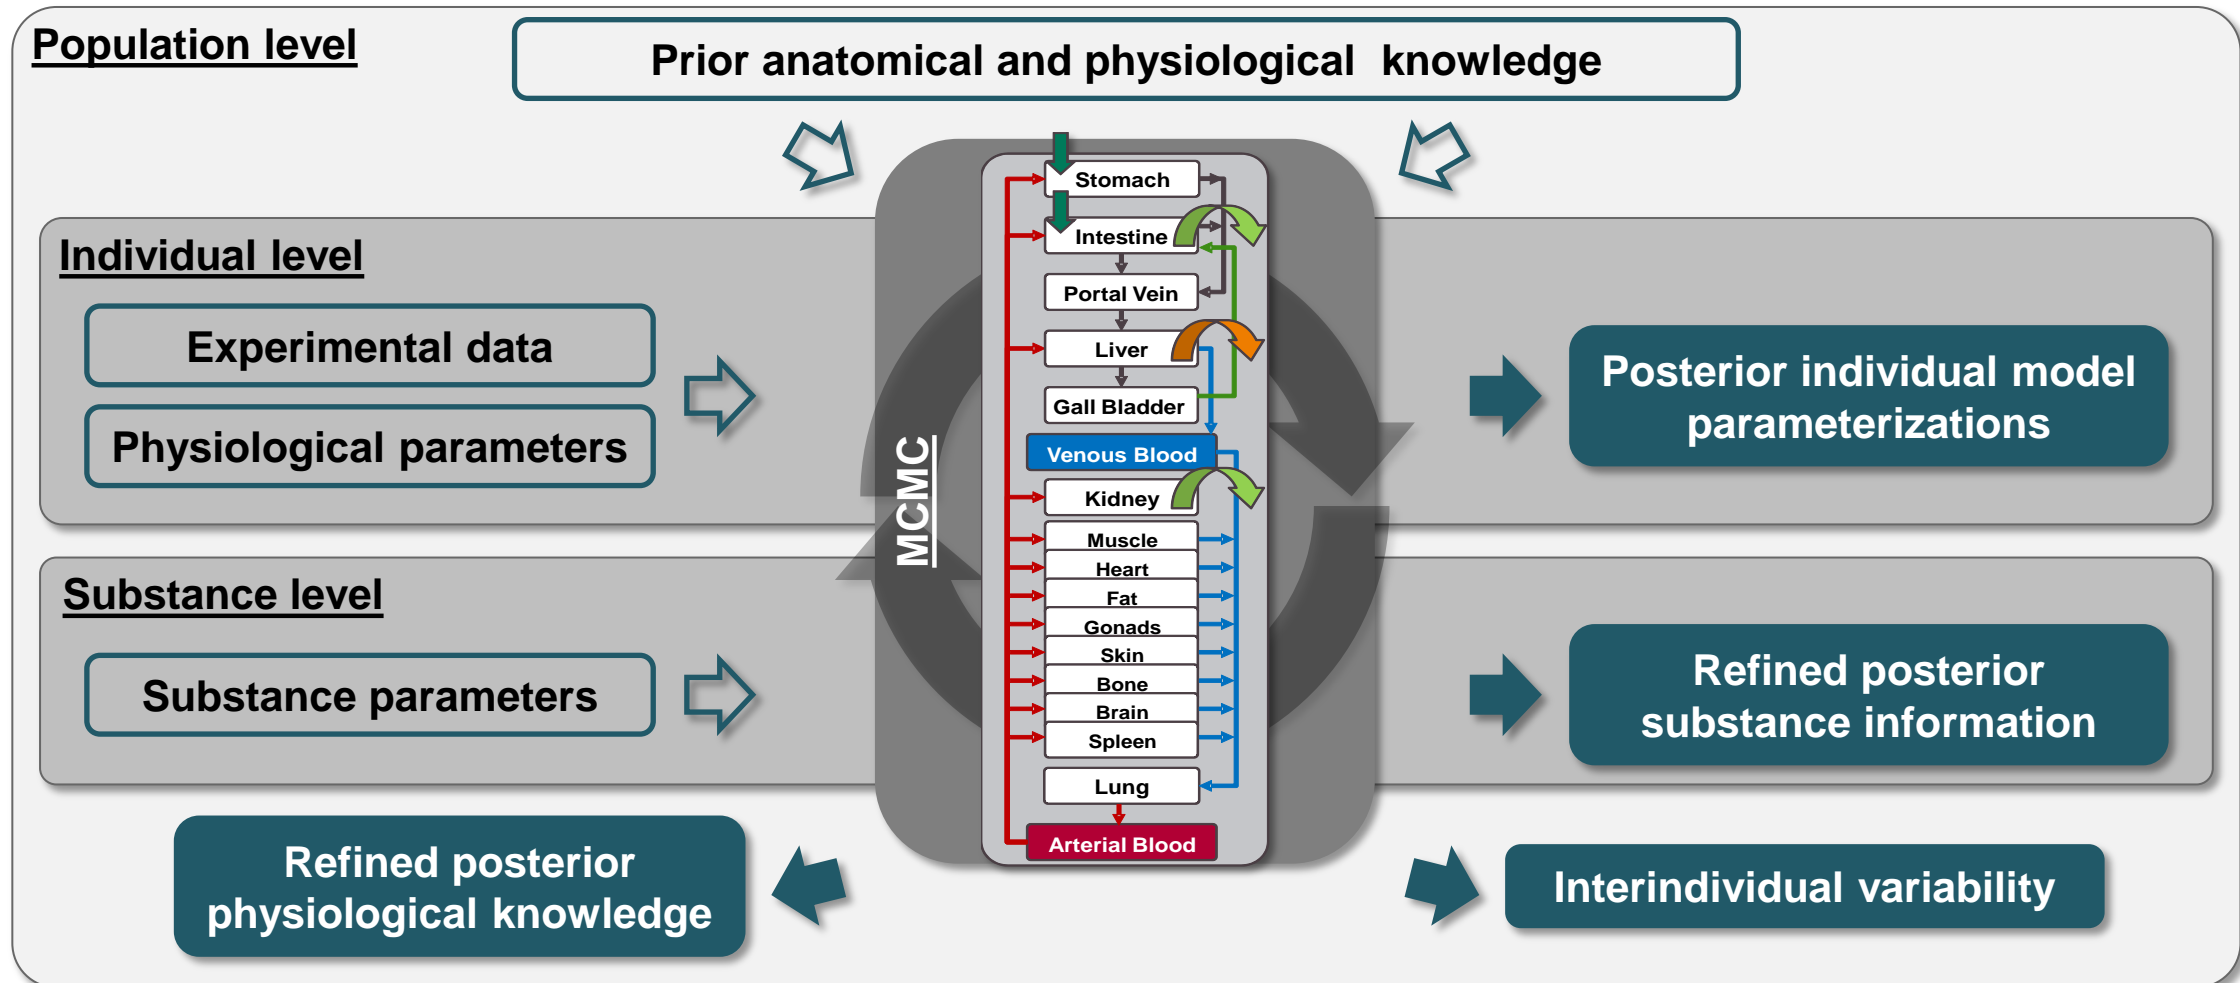 Population level
Prior anatomical and physiological knowledge
Individual level
Experimental data
Physiological parameters
Substance level
Substance parameters
MCMC
Stomach
Intestine
Portal Vein
Liver
Gall Bladder
Venous Blood
Kidney
Muscle
Heart
Fat
Gonads
Skin
Bone
Brain
Spleen
Lung
Arterial Blood
Posterior individual model
parameterizations
Refined posterior
substance information
Refined posterior
physiological knowledge
Interindividual variability